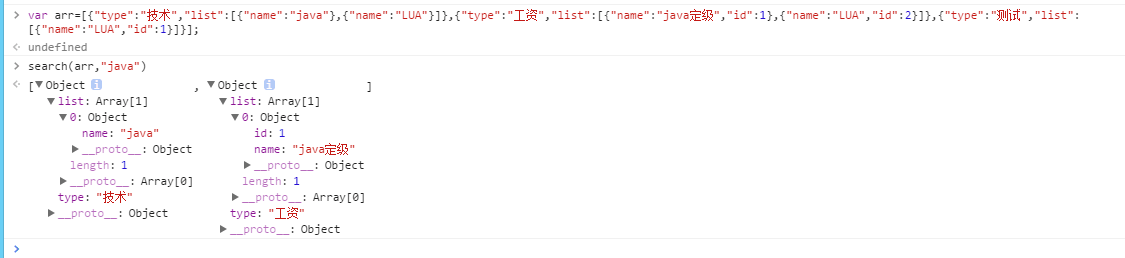 > var arr=[{"type":"技术","list":[{"name":"java"},{"name":"LUA"}]},{"type":"工资","list":[{"name":"java定级","id":1},{"name":"LUA","id":2}]},{"type":"测试","list":
[{"name":"LUA","id":1}]}];
undefined
> search(arr,"java")
[▼Object i , ▼Object i ]
▼list: Array[1] ▼list: Array[1]
▼0: Object ▼0: Object
name: "java" id: 1
▶__proto__: Object name: "java定级"
length: 1 ▶__proto__: Object
▶__proto__: Array[0] length: 1
type: "技术" ▶__proto__: Array[0]
▶__proto__: Object type: "工资"
▶__proto__: Object
>